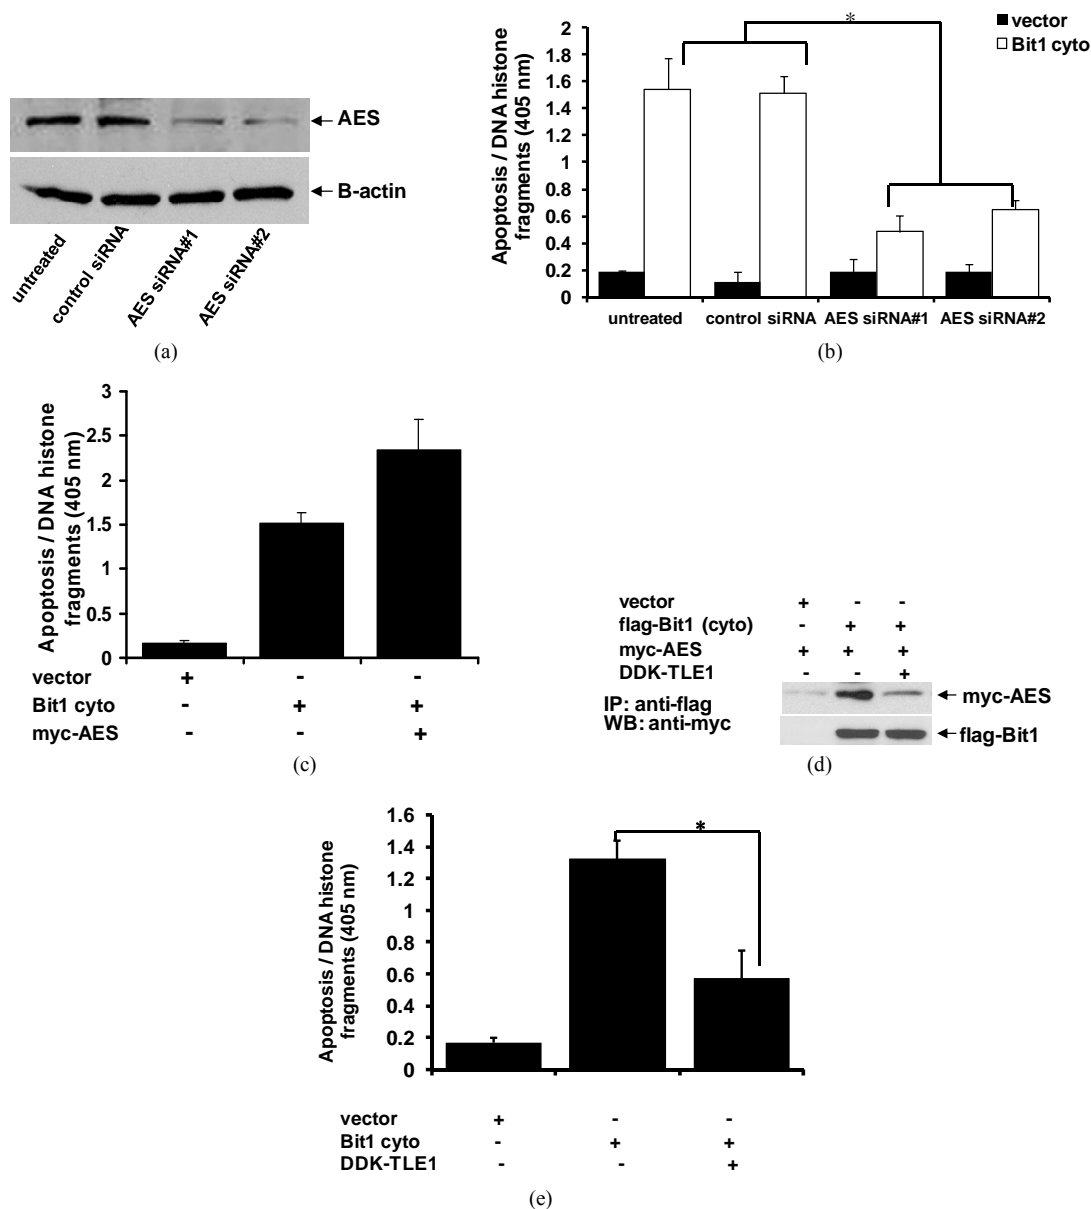 AES
B-actin
untreated
control siRNA
AES siRNA#1
AES siRNA#2
(a)
Apoptosis / DNA histone
fragments (405 nm)
2
1.8
1.6
1.4
1.2
1
0.8
0.6
0.4
0.2
0
*
vector
Bit1 cyto
untreated control siRNA AES siRNA#1 AES siRNA#2
(b)
Apoptosis / DNA histone
fragments (405 nm)
3
2.5
2
1.5
1
0.5
0
vector + - -
Bit1 cyto - + +
myc-AES - - +
(c)
vector + - -
flag-Bit1 (cyto) - + +
myc-AES + + +
DDK-TLE1 - - +
IP: anti-flag
WB: anti-myc
myc-AES
flag-Bit1
(d)
Apoptosis / DNA histone
fragments (405 nm)
1.6
1.4
1.2
1
0.8
0.6
0.4
0.2
0
*
vector + - -
Bit1 cyto - + +
DDK-TLE1 - - +
(e)